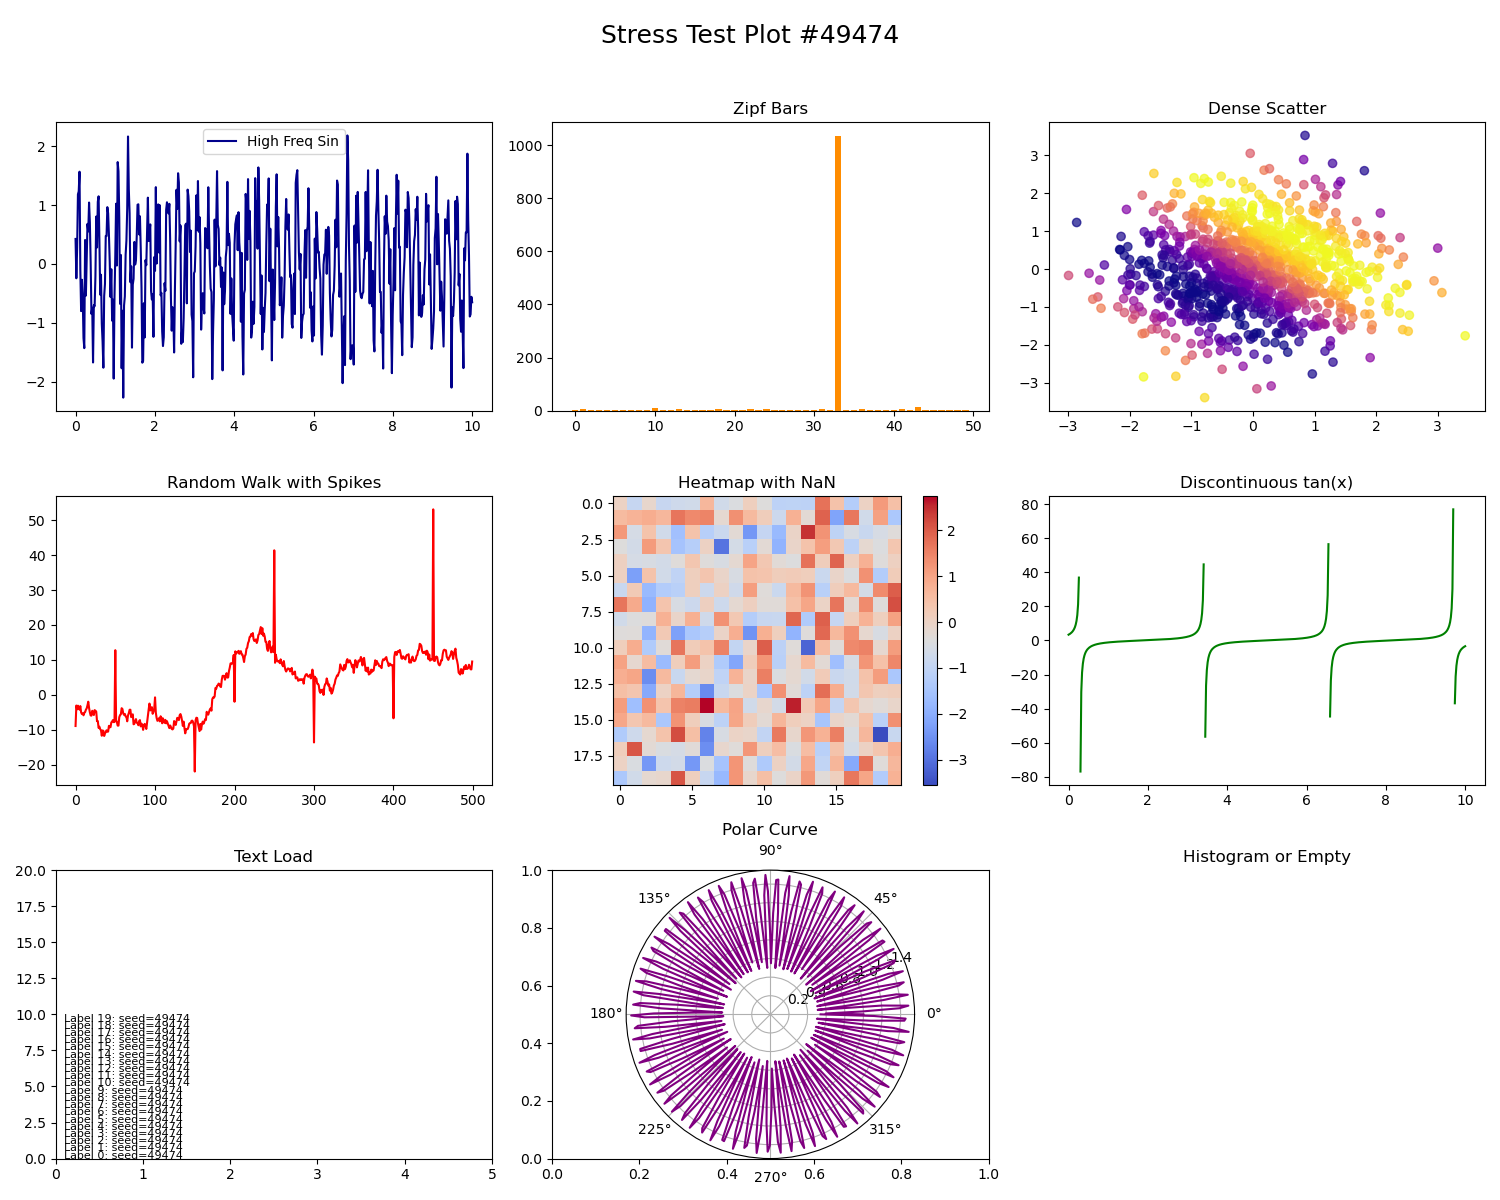 Stress Test Plot #49474
High Freq Sin
2
1
0
−1
−2
0 2 4 6 8 10
Zipf Bars
1000
800
600
400
200
0
0 10 20 30 40 50
Dense Scatter
3
2
1
0
−1
−2
−3
−3 −2 −1 0 1 2 3
Random Walk with Spikes
50
40
30
20
10
0
−10
−20
0 100 200 300 400 500
Heatmap with NaN
0.0
2.5
5.0
7.5
10.0
12.5
15.0
17.5
0 5 10 15
2
1
0
−1
−2
−3
Discontinuous tan(x)
80
60
40
20
0
−20
−40
−60
−80
0 2 4 6 8 10
Text Load
20.0
17.5
15.0
12.5
10.0
7.5
5.0
2.5
0.0
0 1 2 3 4 5
Label 19: seed=49474
Label 18: seed=49474
Label 17: seed=49474
Label 16: seed=49474
Label 15: seed=49474
Label 14: seed=49474
Label 13: seed=49474
Label 12: seed=49474
Label 11: seed=49474
Label 10: seed=49474
Label 9: seed=49474
Label 8: seed=49474
Label 7: seed=49474
Label 6: seed=49474
Label 5: seed=49474
Label 4: seed=49474
Label 3: seed=49474
Label 2: seed=49474
Label 1: seed=49474
Label 0: seed=49474
Polar Curve
1.0
0.8
0.6
0.4
0.2
0.0
0.0 0.2 0.4 0.6 0.8 1.0
0°
45°
90°
135°
180°
225°
270°
315°
0.2
0.4
0.6
0.8
1.0
1.2
1.4
Histogram or Empty